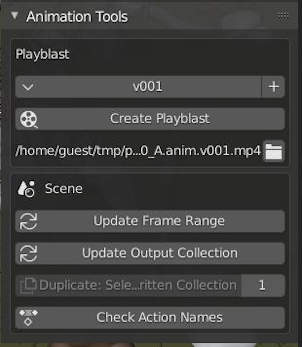 Animation Tools
Playblast
v001
+
Create Playblast
/home/guest/tmp/p...0_A.anim.v001.mp4
Scene
Update Frame Range
Update Output Collection
Duplicate: Sele...ritten Collection 1
Check Action Names